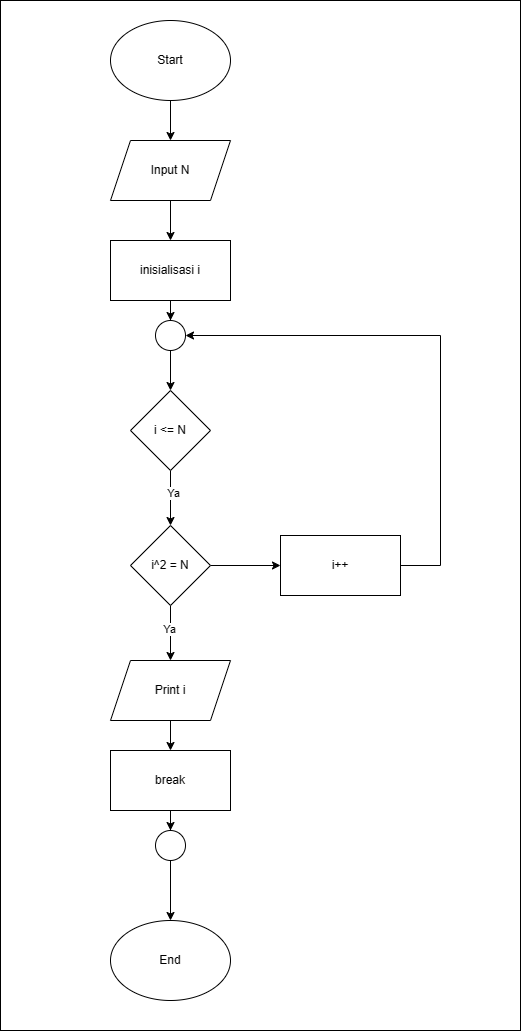 Start
Input N
inisialisasi i
i <= N
Ya
i^2 = N
i++
Ya
Print i
break
End